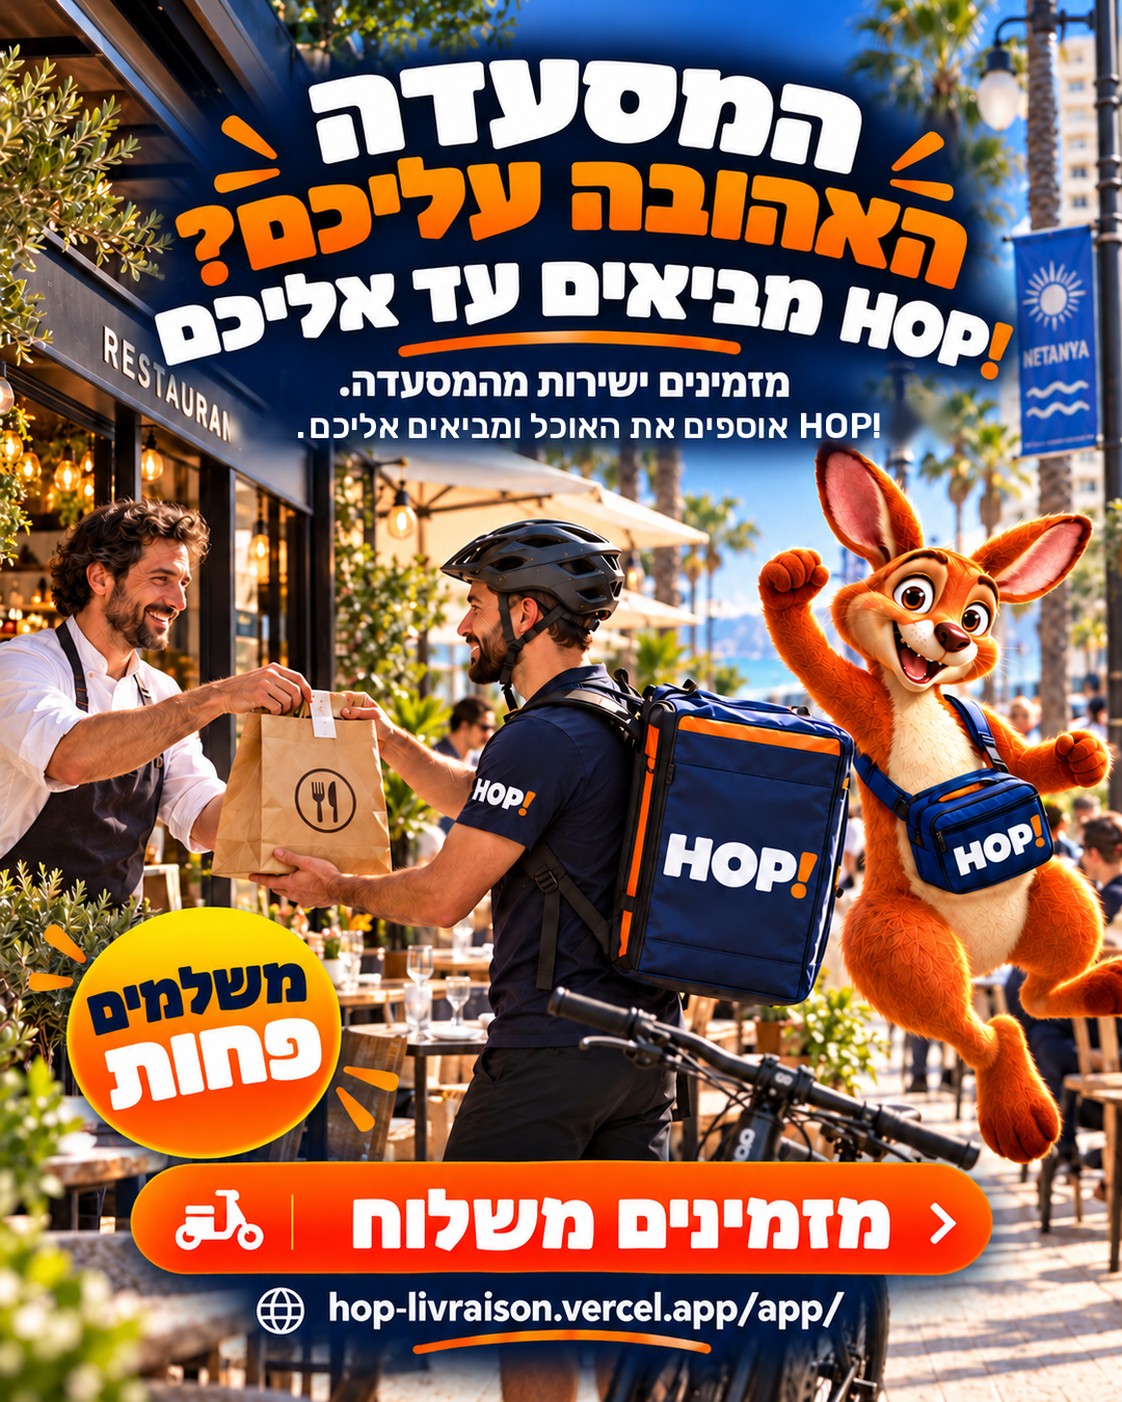 המסעדה
האהובה עליכם?
HOP! מביאים עד אליכם
מזמינים ישירות מהמסעדה.
HOP! אוספים את האוכל ומביאים אליכם.
RESTAURAN
NETANYA
HOP!
HOP!
HOP!
משלמים
פחות
מזמינים משלוח
hop-livraison.vercel.app/app/